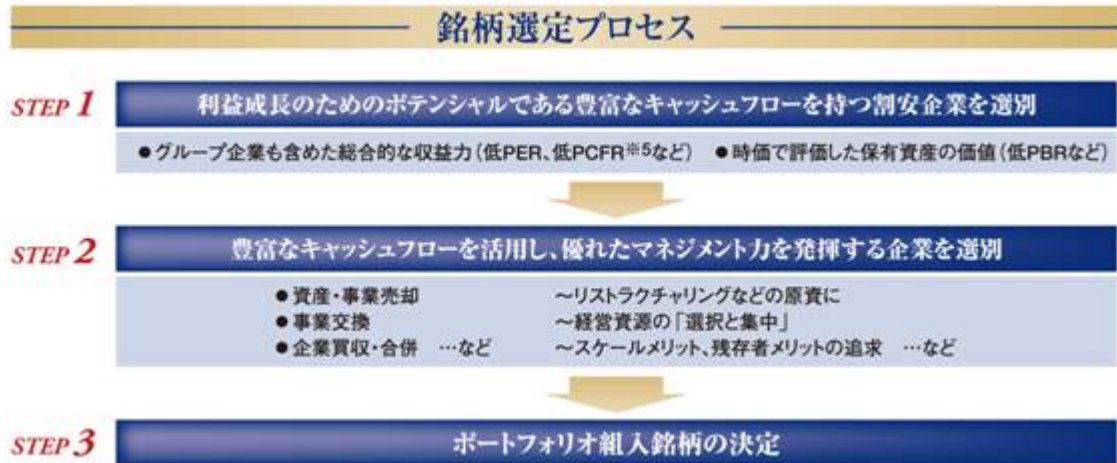 銘柄選定プロセス
STEP 1 利益成長のためのポテンシャルである豊富なキャッシュフローを持つ割安企業を選別
●グループ企業も含めた総合的な収益力(低PER、低PCFR※5など) ●時価で評価した保有資産の価値(低PBRなど)
STEP 2 豊富なキャッシュフローを活用し、優れたマネジメント力を発揮する企業を選別
●資産・事業売却 ～リストラクチャリングなどの原資に
●事業交換 ～経営資源の「選択と集中」
●企業買収・合併 …など ～スケールメリット、残存者メリットの追求 …など
STEP 3 ポートフォリオ組入銘柄の決定